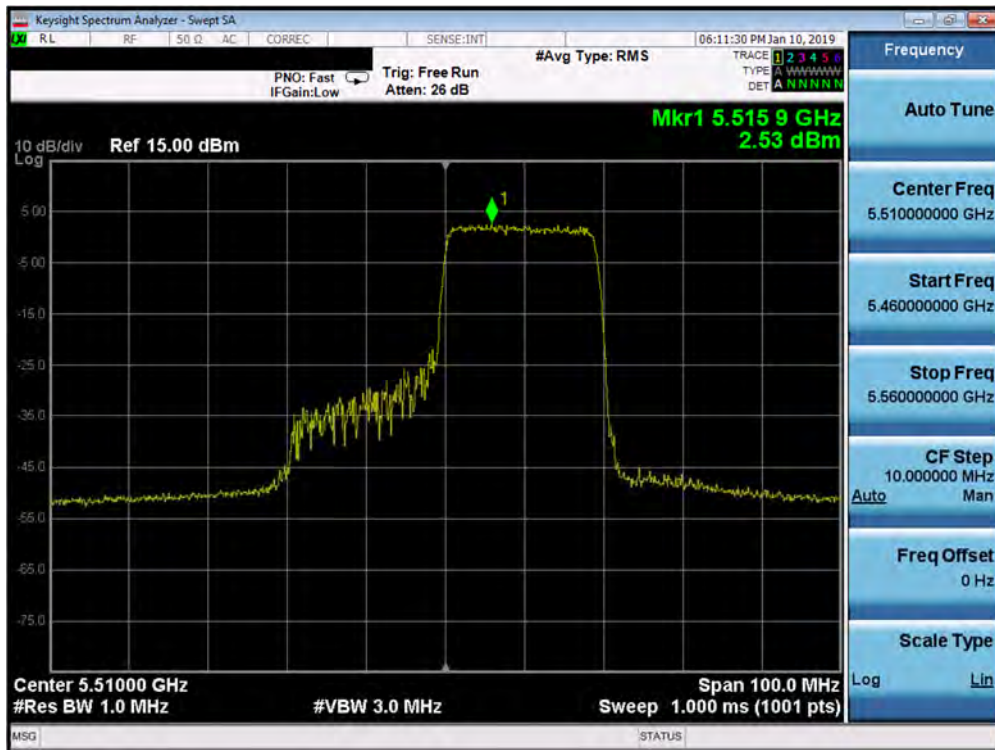 Keysight Spectrum Analyzer - Swept SA
LXI RL RF 50 Ω AC CORREC SENSE:INT 06:11:30 PM Jan 10, 2019
#Avg Type: RMS
TRACE 1 2 3 4 5 6
PNO: Fast Trig: Free Run
TYPE A WWWWW
IFGain:Low Atten: 26 dB
DET A N N N N N
Mkr1 5.515 9 GHz
2.53 dBm
10 dB/div Ref 15.00 dBm
Log
1
5.00
-5.00
-15.0
-25.0
-35.0
-45.0
-55.0
-65.0
-75.0
Center 5.51000 GHz Span 100.0 MHz
#Res BW 1.0 MHz #VBW 3.0 MHz Sweep 1.000 ms (1001 pts)
MSG STATUS
Frequency
Auto Tune
Center Freq
5.510000000 GHz
Start Freq
5.460000000 GHz
Stop Freq
5.560000000 GHz
CF Step
10.000000 MHz
Auto Man
Freq Offset
0 Hz
Scale Type
Log Lin